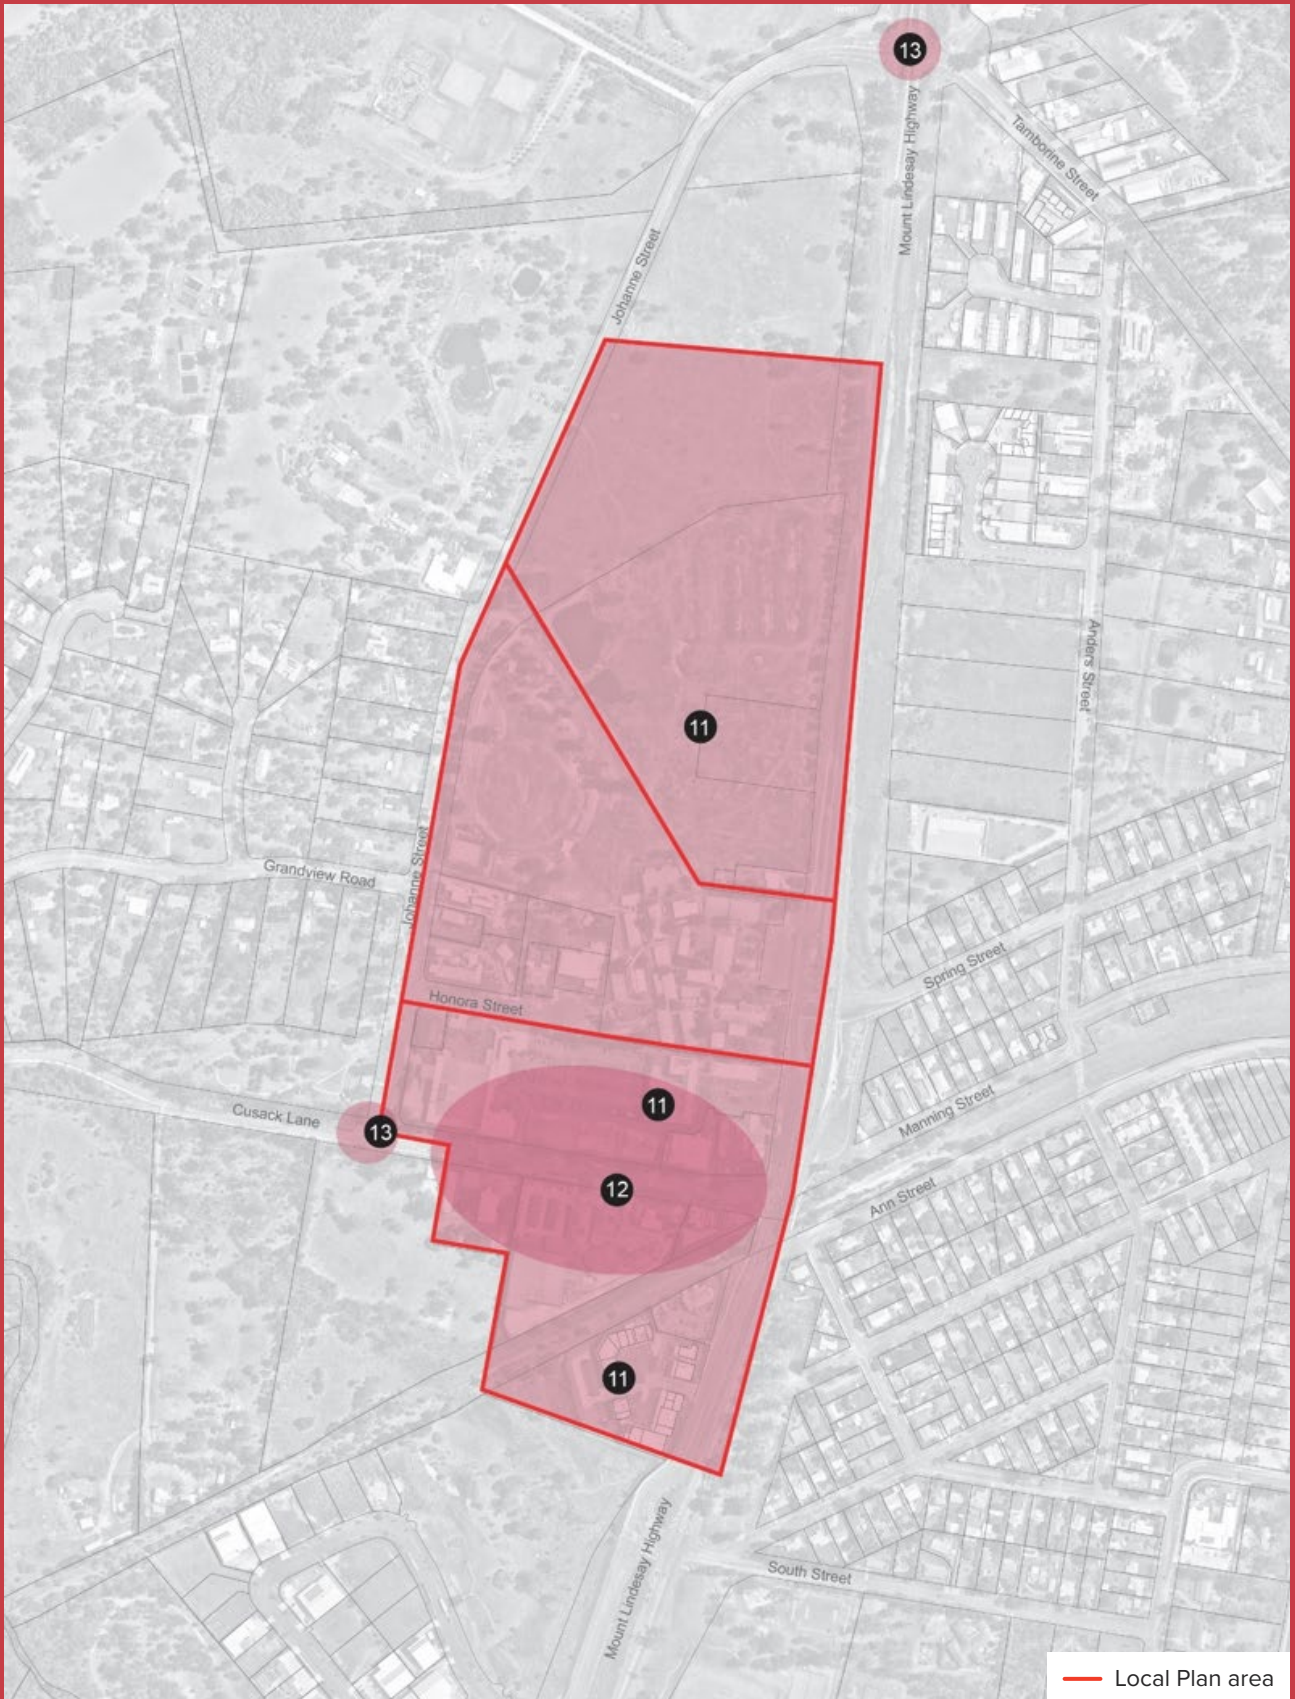 13
Mount Lindesay Highway
Tamborine Street
Johanne Street
11
Anders Street
Grandview Road
Johanne Street
Spring Street
Honora Street
11
Manning Street
Cusack Lane
13
12
Ann Street
11
Mount Lindesay Highway
South Street
Local Plan area